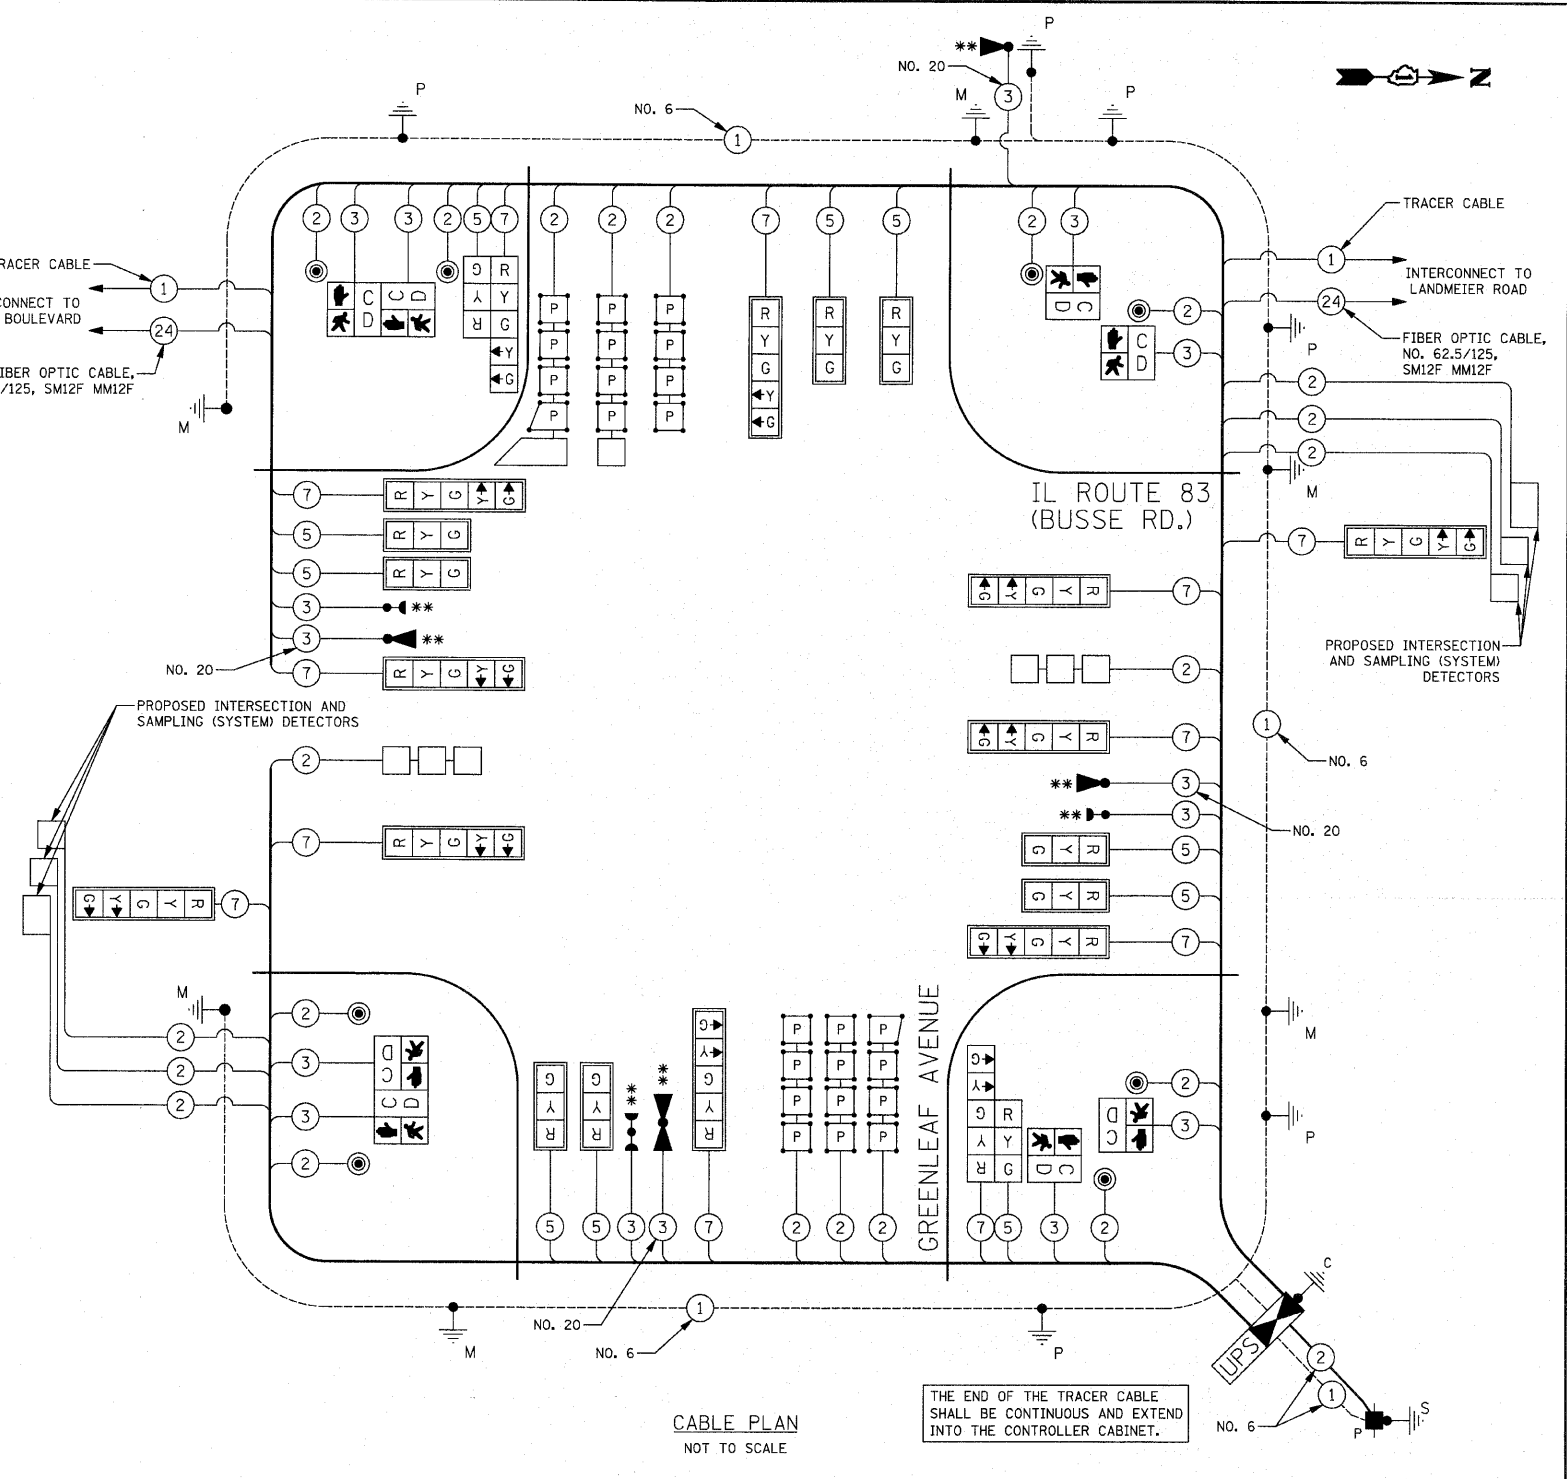 **
P
NO. 20
3
N
P
M
P
NO. 6
1
2
3
3
2
5
7
2
2
2
7
5
5
2
3
TRACER CABLE
1
INTERCONNECT TO
LANDMEIER ROAD
24
FIBER OPTIC CABLE,
NO. 62.5/125,
SM12F MM12F
RACER CABLE
1
CONNECT TO
BOULEVARD
24
IBER OPTIC CABLE,
/125, SM12F MM12F
M
C D
C D
R Y G
R Y G Y G
P P P P
P P P P
P P P P
R Y G Y G
R Y G
R Y G
C D
2
3
C D
P
2
2
2
M
IL ROUTE 83
(BUSSE RD.)
7
R Y G Y G
5
R Y G
5
R Y G
3
**
3
**
NO. 20
7
R Y G Y G
7
R Y G Y G
PROPOSED INTERSECTION
AND SAMPLING (SYSTEM)
DETECTORS
R Y G Y G
7
2
R Y G Y G
7
**
3
**
3
NO. 20
R Y G
5
R Y G
5
R Y G Y G
7
1
NO. 6
PROPOSED INTERSECTION AND
SAMPLING (SYSTEM) DETECTORS
2
7
R Y G Y G
R Y G Y G
7
M
2
2
2
2
3
3
2
C D
C D
R Y G
R Y G
**
**
R Y G Y G
P P P P
P P P P
P P P P
GREENLEAF AVENUE
R Y G Y G
R Y G
C D
C D
2
3
M
P
5
5
3
3
7
2
2
2
7
5
3
2
M
NO. 20
1
NO. 6
P
C
UPS
2
1
NO. 6
P
S
THE END OF THE TRACER CABLE
SHALL BE CONTINUOUS AND EXTEND
INTO THE CONTROLLER CABINET.
CABLE PLAN
NOT TO SCALE